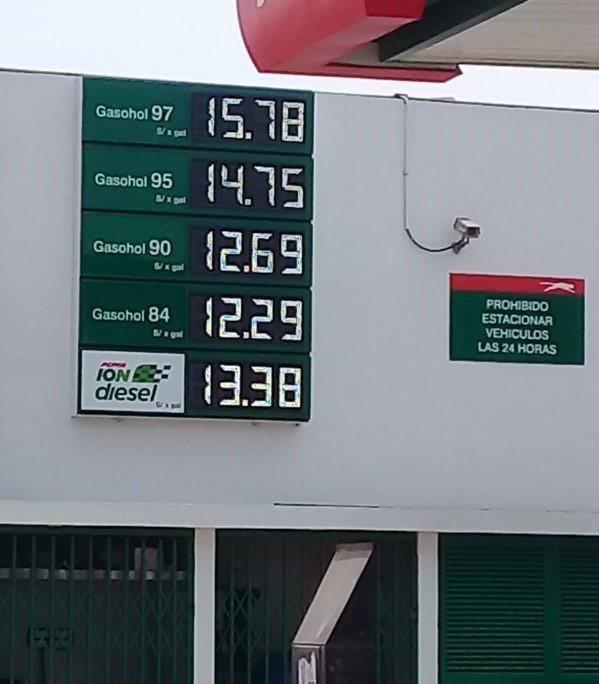 Gasohol 97 15.78
S/ x gal
Gasohol 95 14.75
S/ x gal
Gasohol 90 12.69
S/ x gal
Gasohol 84 12.29
S/ x gal
PUMA
ION
diesel 13.38
S/ x gal
PROHIBIDO
ESTACIONAR
VEHICULOS
LAS 24 HORAS